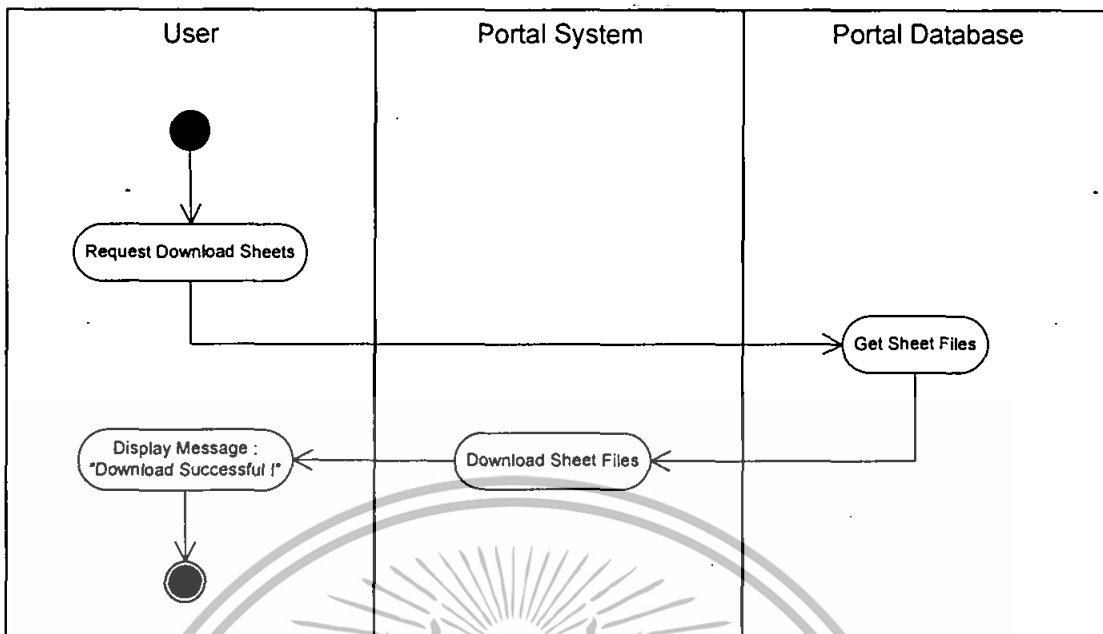 User
Portal System
Portal Database
Request Download Sheets
Get Sheet Files
Display Message :
"Download Successful !"
Download Sheet Files